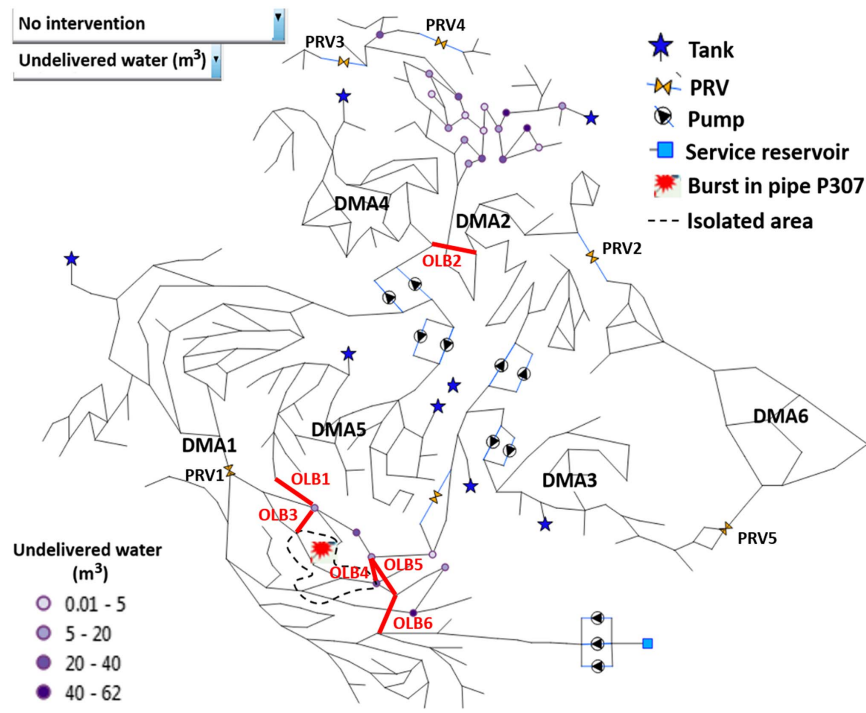 No intervention
Undelivered water (m³)
PRV3
PRV4
Tank
PRV
Pump
Service reservoir
Burst in pipe P307
Isolated area
DMA4
DMA2
PRV2
OLB2
DMA6
DMA1
DMA5
PRV1
OLB1
DMA3
OLB3
PRV5
OLB4
OLB5
OLB6
Undelivered water
(m³)
0.01 - 5
5 - 20
20 - 40
40 - 62